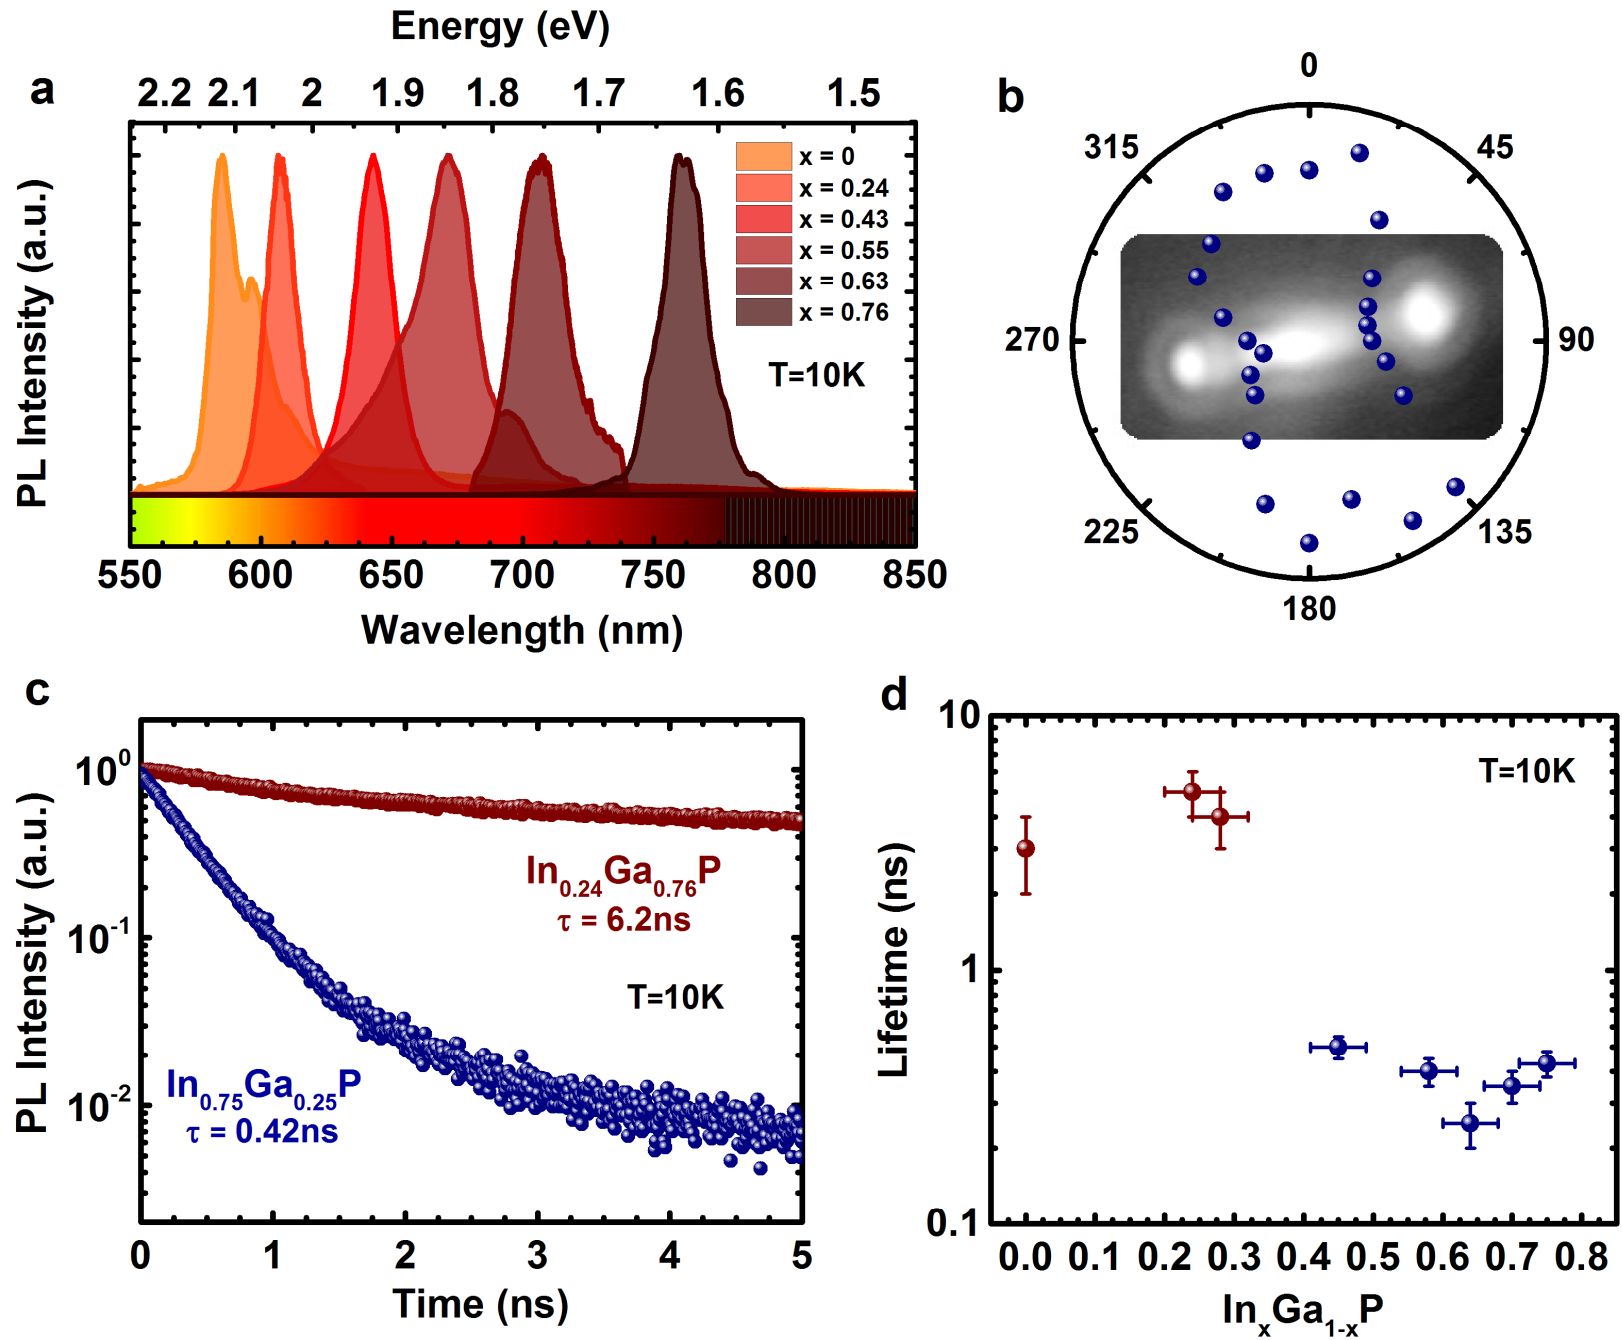 Energy (eV)
a
2.2 2.1 2 1.9 1.8 1.7 1.6 1.5
PL Intensity (a.u.)
x = 0
x = 0.24
x = 0.43
x = 0.55
x = 0.63
x = 0.76
T=10K
550 600 650 700 750 800 850
Wavelength (nm)
b
0
45
90
135
180
225
270
315
c
PL Intensity (a.u.)
10⁰
10⁻¹
10⁻²
In₀.₂₄Ga₀.₇₆P
τ = 6.2ns
T=10K
In₀.₇₅Ga₀.₂₅P
τ = 0.42ns
0 1 2 3 4 5
Time (ns)
d
Lifetime (ns)
10
1
0.1
T=10K
0.0 0.1 0.2 0.3 0.4 0.5 0.6 0.7 0.8
InₓGa₁₋ₓP